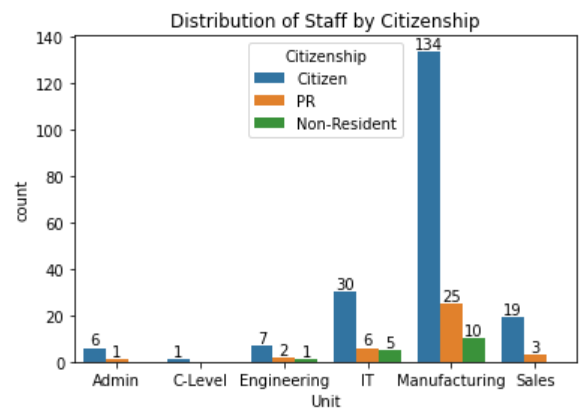 Distribution of Staff by Citizenship
140
120
100
80
60
40
20
0
count
Citizenship
Citizen
PR
Non-Resident
6
1
1
7
2
1
30
6
5
134
25
10
19
3
Admin C-Level Engineering IT Manufacturing Sales
Unit